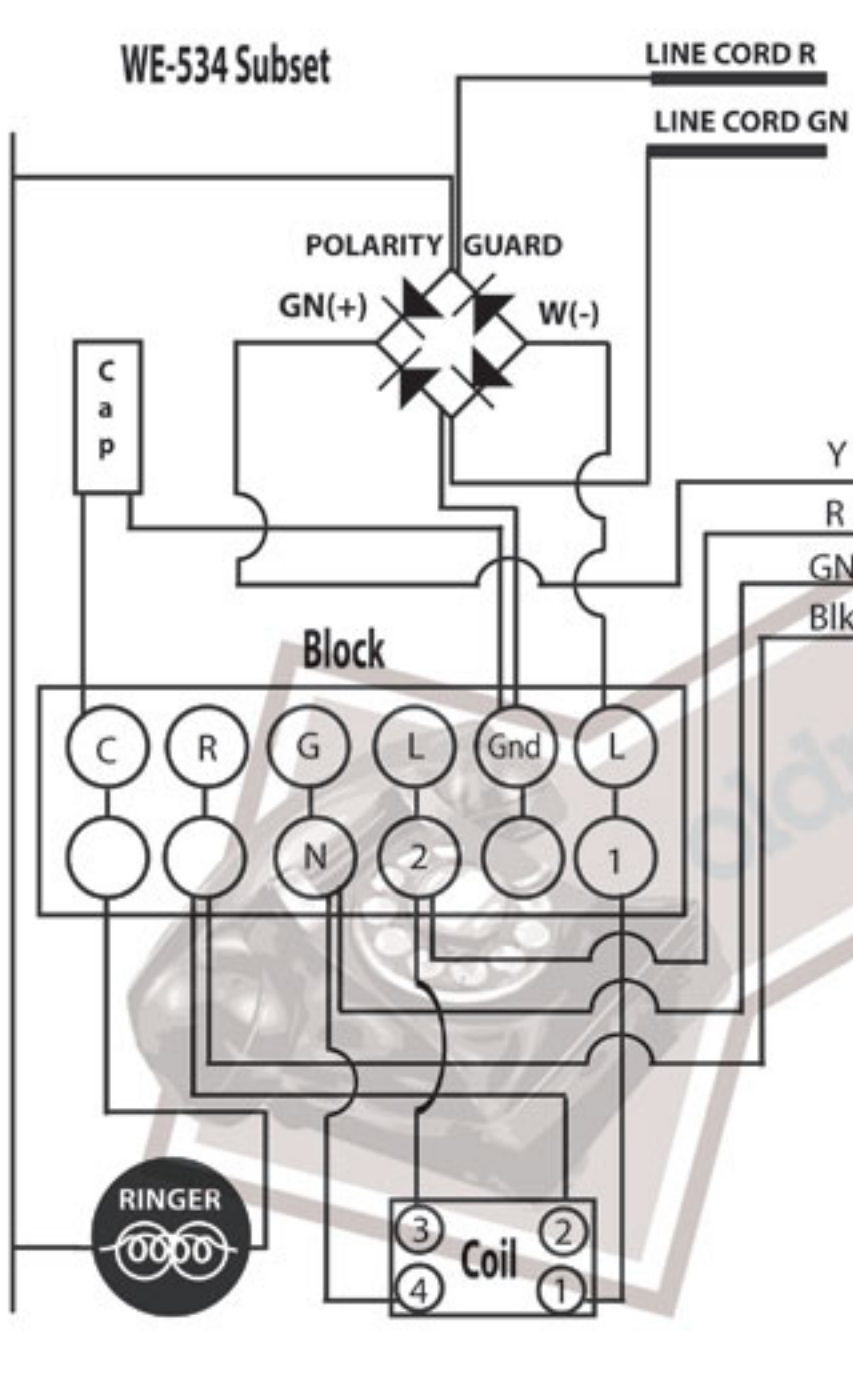 WE-534 Subset
LINE CORD R
LINE CORD GN
POLARITY GUARD
GN(+)
W(-)
Cap
Y
R
GN
Blk
Block
C R G L Gnd L
N 2 1
RINGER
3 2
Coil
4 1